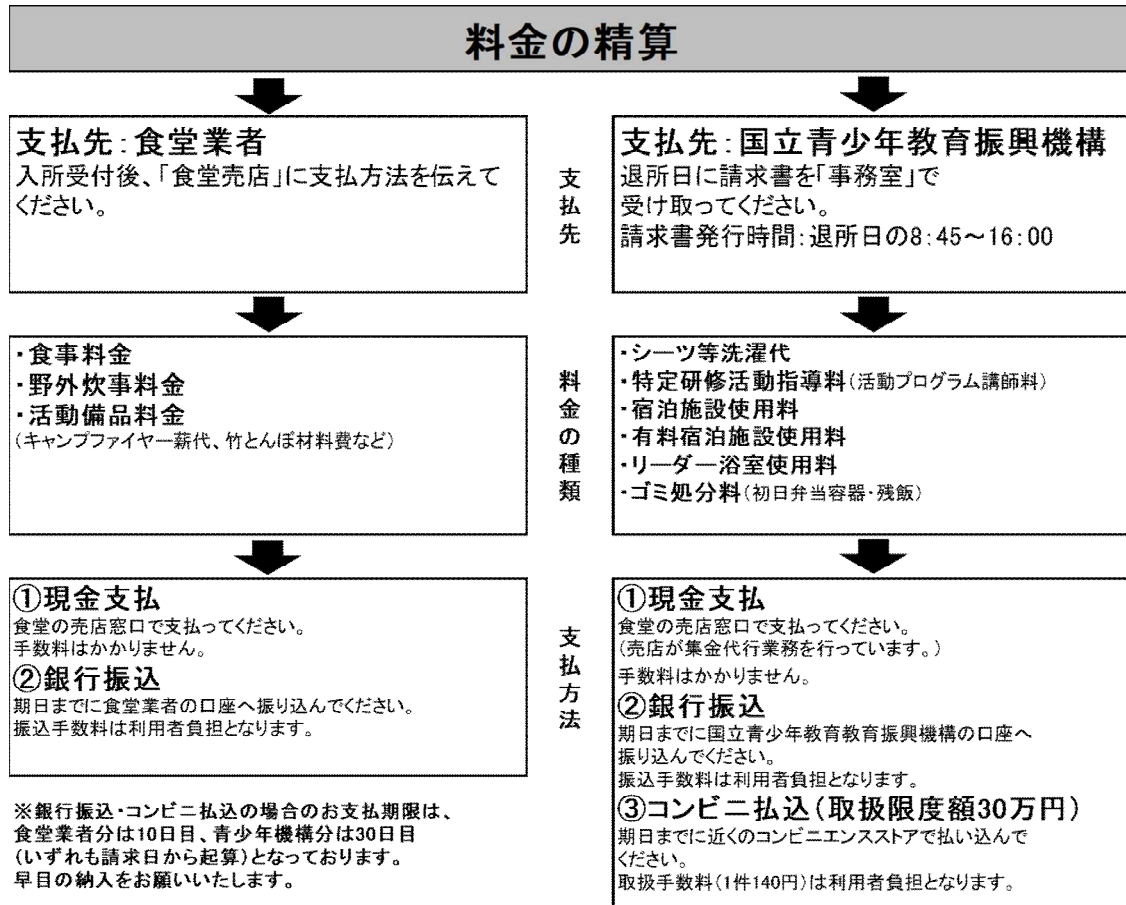 料金の精算
支払先：食堂業者
入所受付後、「食堂売店」に支払方法を伝えて
ください。
支払先
支払先：国立青少年教育振興機構
退所日に請求書を「事務室」で
受け取ってください。
請求書発行時間：退所日の8：45～16：00
・食事料金
・野外炊事料金
・活動備品料金
（キャンプファイヤー薪代、竹とんぼ材料費など）
料金の種類
・シーツ等洗濯代
・特定研修活動指導料（活動プログラム講師料）
・宿泊施設使用料
・有料宿泊施設使用料
・リーダー浴室使用料
・ゴミ処分料（初日弁当容器・残飯）
①現金支払
食堂の売店窓口で支払ってください。
手数料はかかりません。
②銀行振込
期日までに食堂業者の口座へ振り込んでください。
振込手数料は利用者負担となります。
支払方法
①現金支払
食堂の売店窓口で支払ってください。
（売店が集金代行業務を行っています。）
手数料はかかりません。
②銀行振込
期日までに国立青少年教育教育振興機構の口座へ
振り込んでください。
振込手数料は利用者負担となります。
③コンビニ払込（取扱限度額30万円）
期日までに近くのコンビニエンスストアで払い込んで
ください。
取扱手数料（1件140円）は利用者負担となります。
※銀行振込・コンビニ払込の場合のお支払期限は、
食堂業者分は10日目、青少年機構分は30日目
（いずれも請求日から起算）となっております。
早目の納入をお願いいたします。